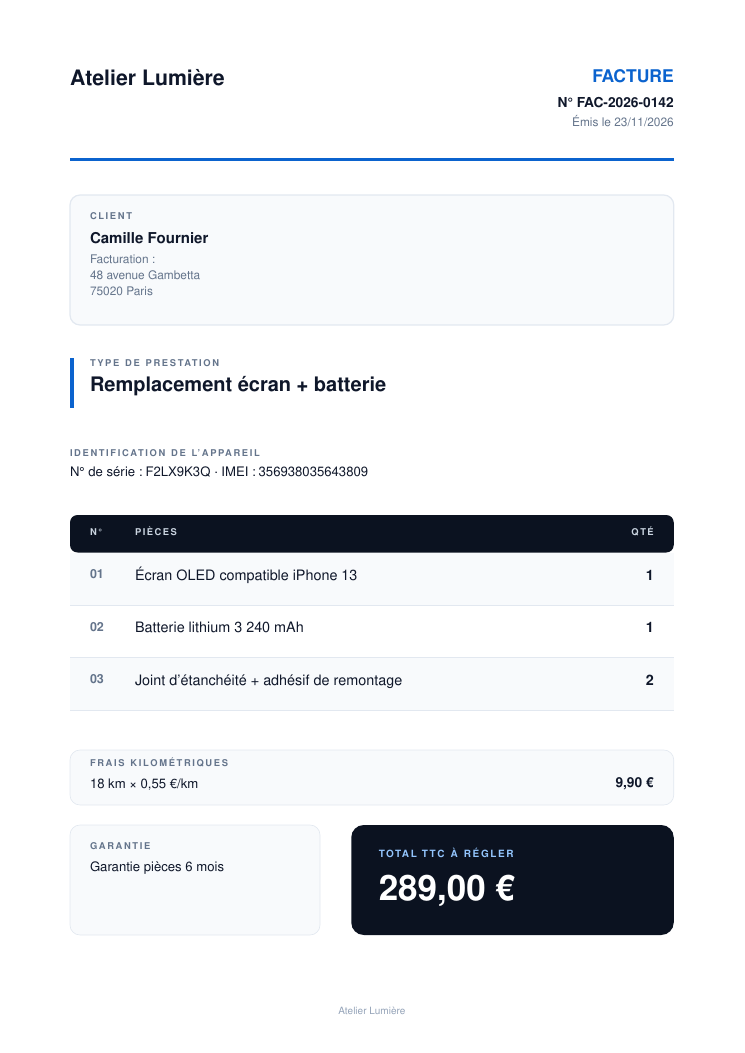 Atelier Lumière
FACTURE
N° FAC-2026-0142
Émis le 23/11/2026
CLIENT
Camille Fournier
Facturation :
48 avenue Gambetta
75020 Paris
TYPE DE PRESTATION
Remplacement écran + batterie
IDENTIFICATION DE L'APPAREIL
N° de série : F2LX9K3Q · IMEI : 356938035643809
N° PIÈCES QTÉ
01 Écran OLED compatible iPhone 13 1
02 Batterie lithium 3 240 mAh 1
03 Joint d’étanchéité + adhésif de remontage 2
FRAIS KILOMÉTRIQUES
18 km × 0,55 €/km 9,90 €
GARANTIE
Garantie pièces 6 mois
TOTAL TTC À RÉGLER
289,00 €
Atelier Lumière